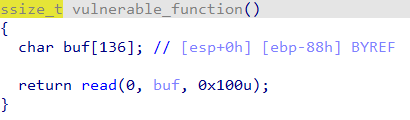 ssize_t vulnerable_function()
{
  char buf[136]; // [esp+0h] [ebp-88h] BYREF

  return read(0, buf, 0x100u);
}